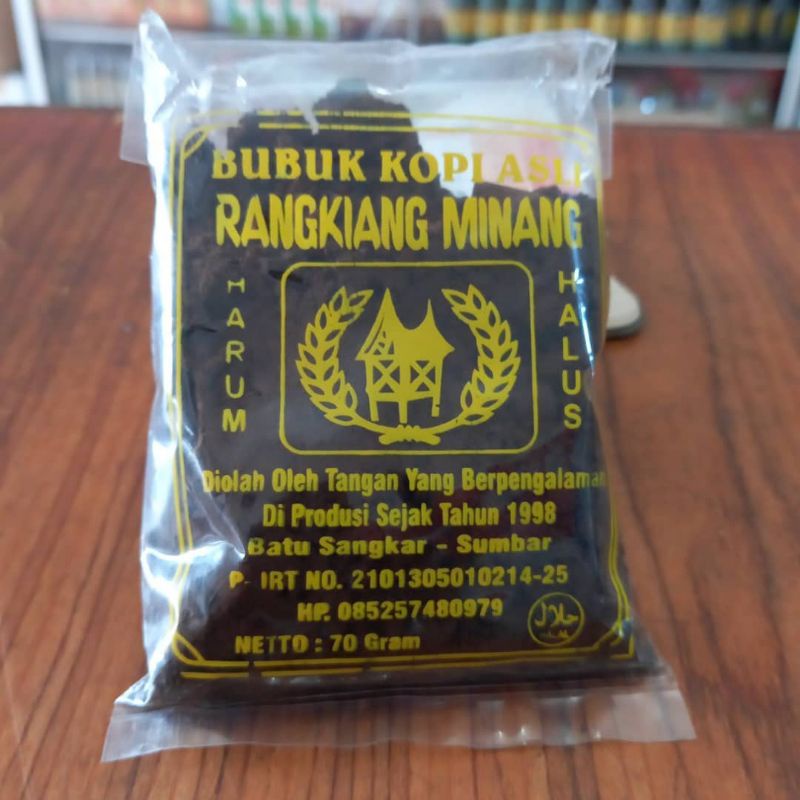 BUBUK KOPI ASLI
RANGKIANG MINANG
HARUM
HALUS
Diolah Oleh Tangan Yang Berpengalaman
Di Produsi Sejak Tahun 1998
Batu Sangkar - Sumbar
P- IRT NO. 2101305010214-25
HP. 085257480979
حلال
NETTO : 70 Gram